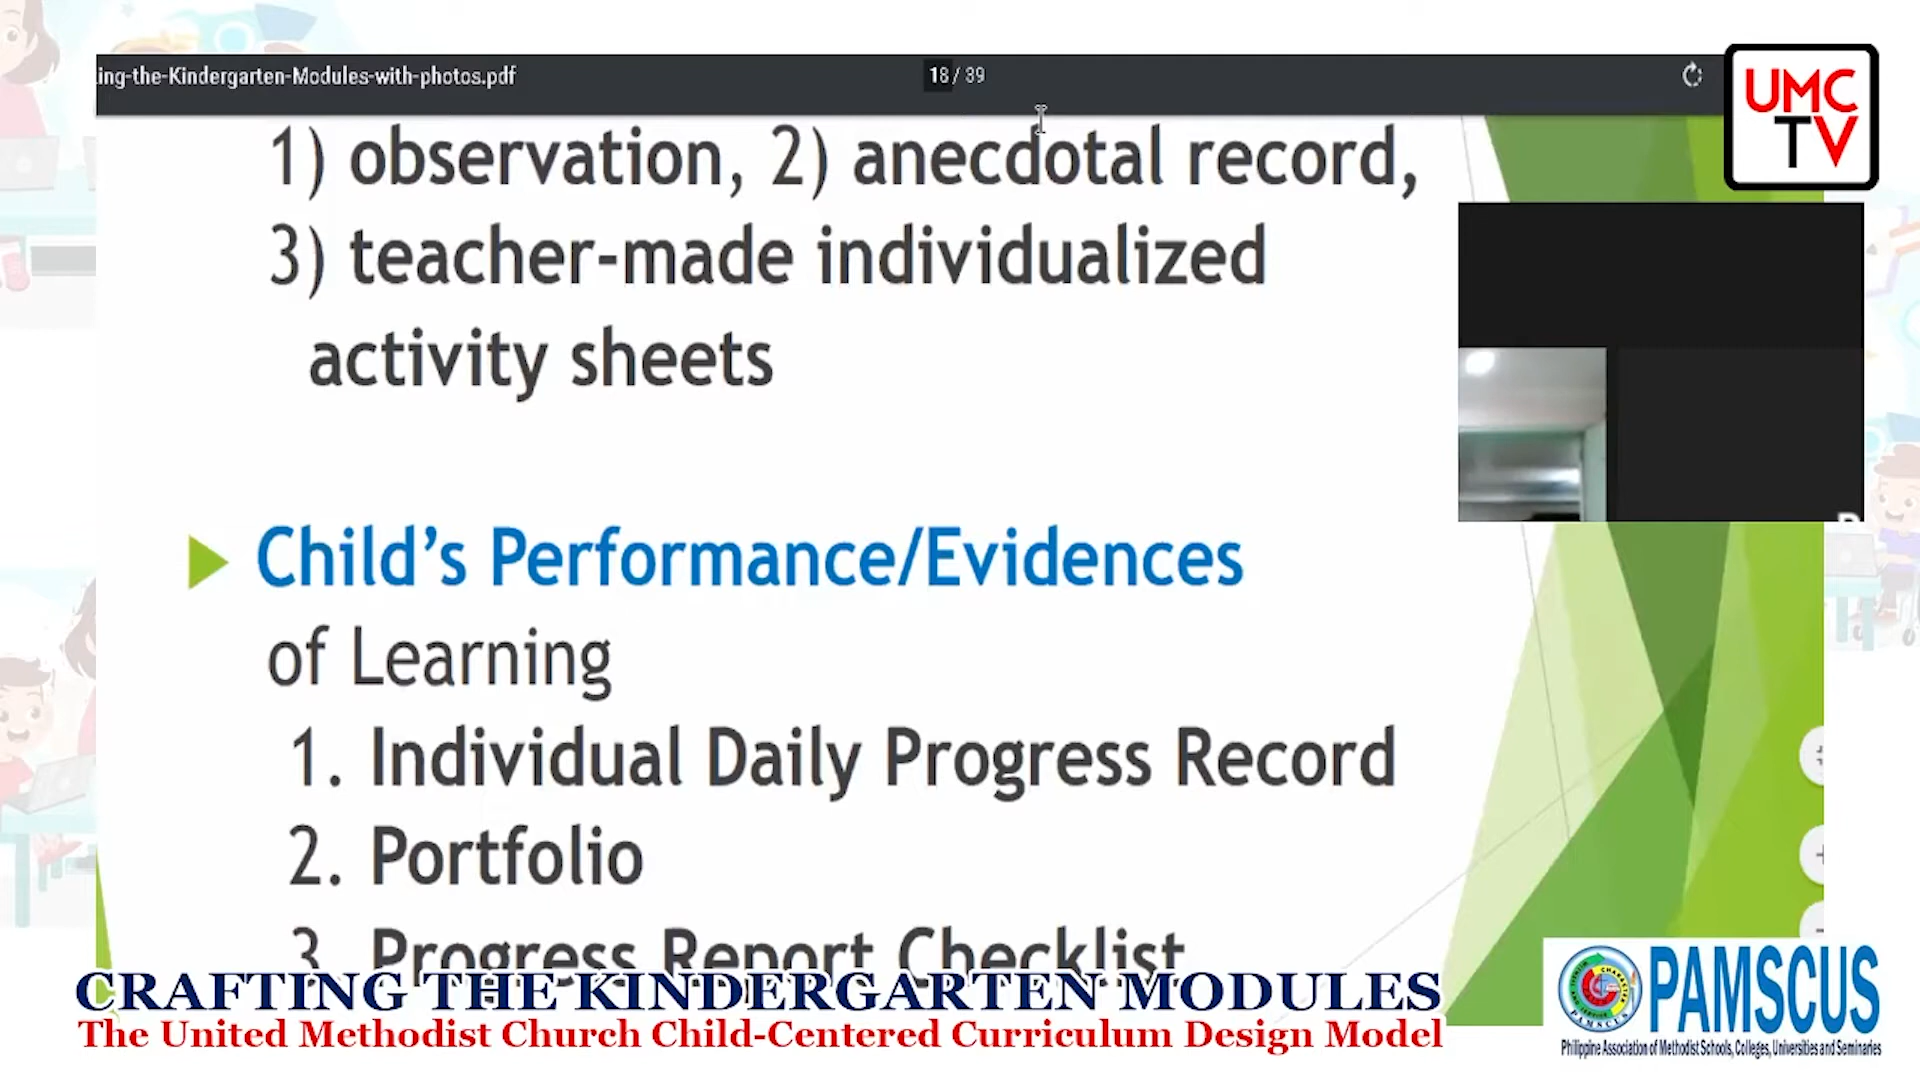 ing-the-Kindergarten-Modules-with-photos.pdf
18 / 39
UMC
TV
1) observation, 2) anecdotal record,
3) teacher-made individualized
activity sheets
Child's Performance/Evidences
of Learning
1. Individual Daily Progress Record
2. Portfolio
3. Progress Report Checklist
CRAFTING THE KINDERGARTEN MODULES
The United Methodist Church Child-Centered Curriculum Design Model
PAMSCUS
Philippine Association of Methodist Schools, Colleges, Universities and Seminaries